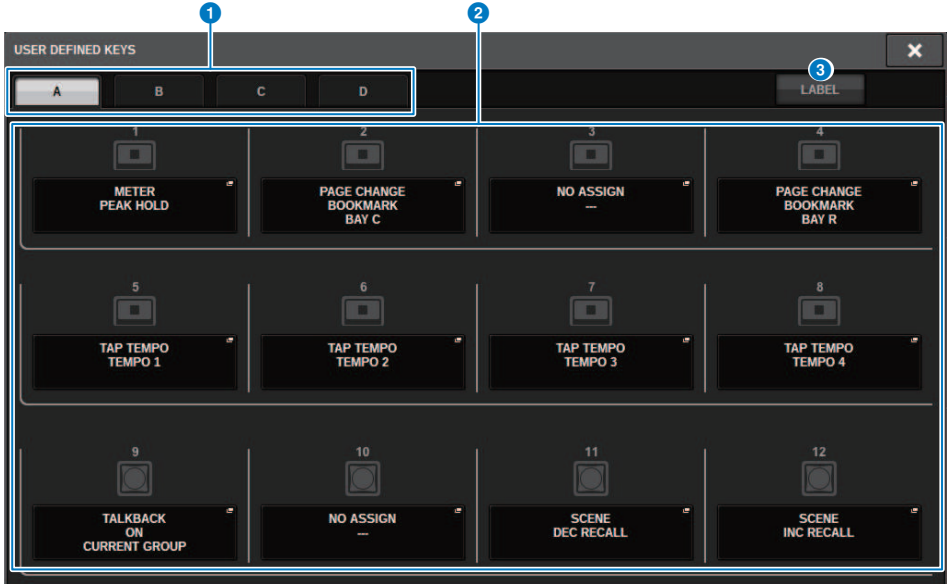 1 2
USER DEFINED KEYS ×
3
A B C D LABEL
1 2 3 4
METER
PEAK HOLD
PAGE CHANGE
BOOKMARK
BAY C
NO ASSIGN
---
PAGE CHANGE
BOOKMARK
BAY R
5 6 7 8
TAP TEMPO
TEMPO 1
TAP TEMPO
TEMPO 2
TAP TEMPO
TEMPO 3
TAP TEMPO
TEMPO 4
9 10 11 12
TALKBACK
ON
CURRENT GROUP
NO ASSIGN
---
SCENE
DEC RECALL
SCENE
INC RECALL